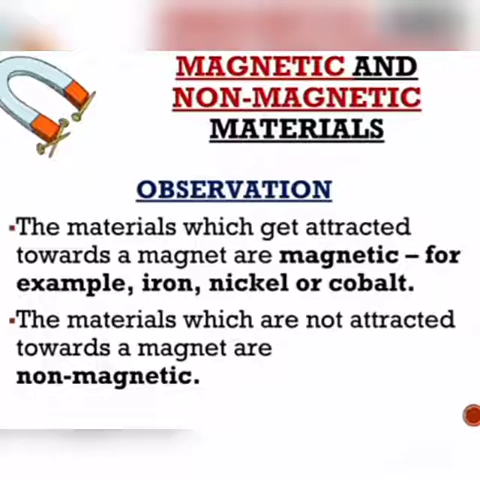 MAGNETIC AND
NON-MAGNETIC
MATERIALS
OBSERVATION
▪The materials which get attracted
towards a magnet are magnetic – for
example, iron, nickel or cobalt.
▪The materials which are not attracted
towards a magnet are
non-magnetic.